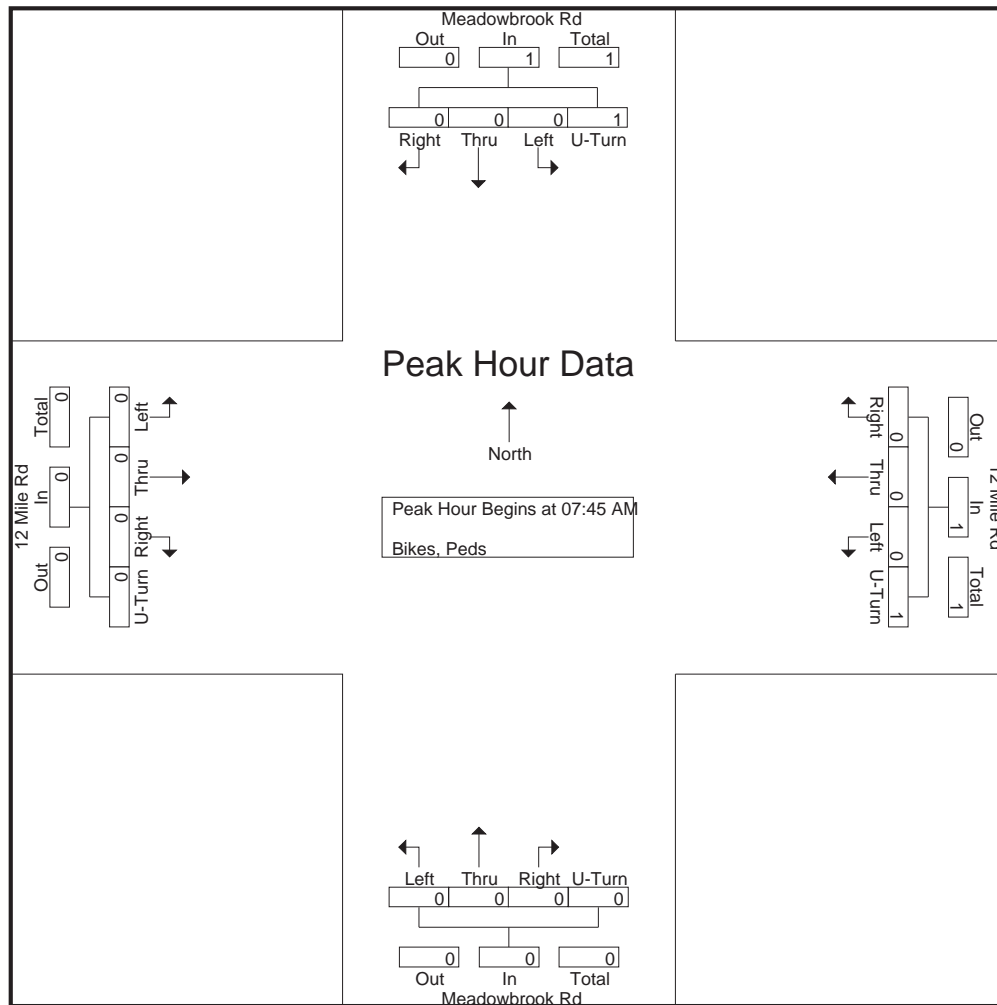 Meadowbrook Rd
Out In Total
0 1 1
0 0 0 1
Right Thru Left U-Turn
Peak Hour Data
North
Peak Hour Begins at 07:45 AM
Bikes, Peds
12 Mile Rd
Out In Total
0 0 0
Left Thru Right U-Turn
0 0 0 0
12 Mile Rd
Out In Total
0 1 1
Right Thru Left U-Turn
0 0 0 1
Left Thru Right U-Turn
0 0 0 0
0 0 0
Out In Total
Meadowbrook Rd